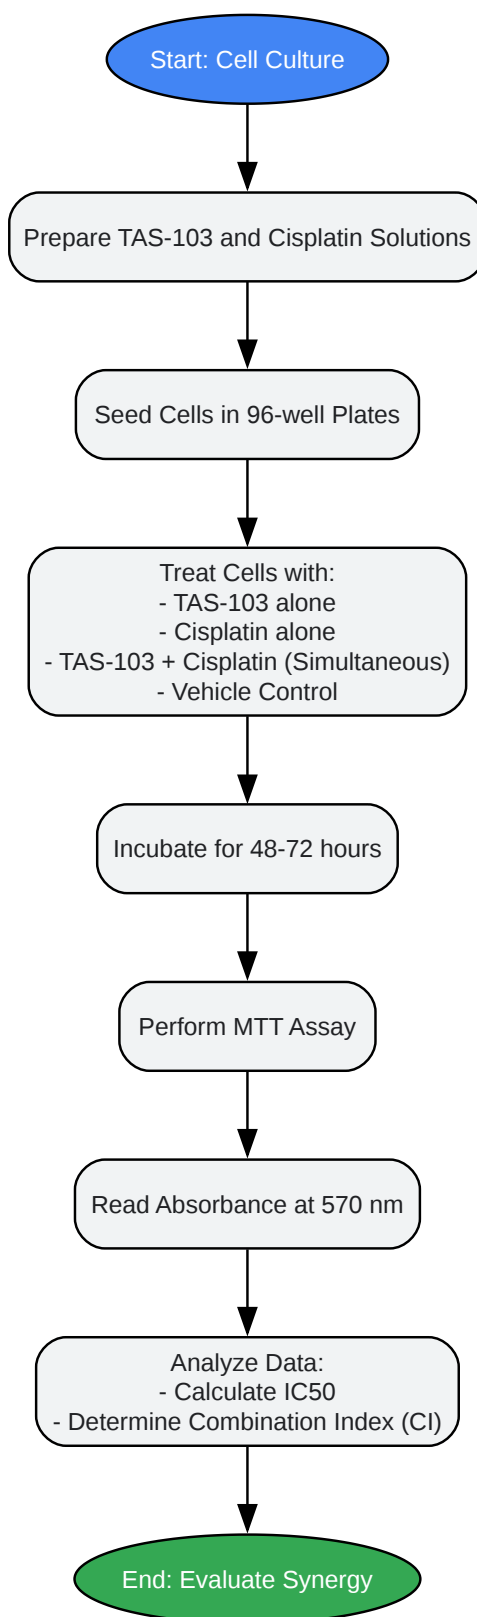 Start: Cell Culture
Prepare TAS-103 and Cisplatin Solutions
Seed Cells in 96-well Plates
Treat Cells with:
- TAS-103 alone
- Cisplatin alone
- TAS-103 + Cisplatin (Simultaneous)
- Vehicle Control
Incubate for 48-72 hours
Perform MTT Assay
Read Absorbance at 570 nm
Analyze Data:
- Calculate IC50
- Determine Combination Index (CI)
End: Evaluate Synergy